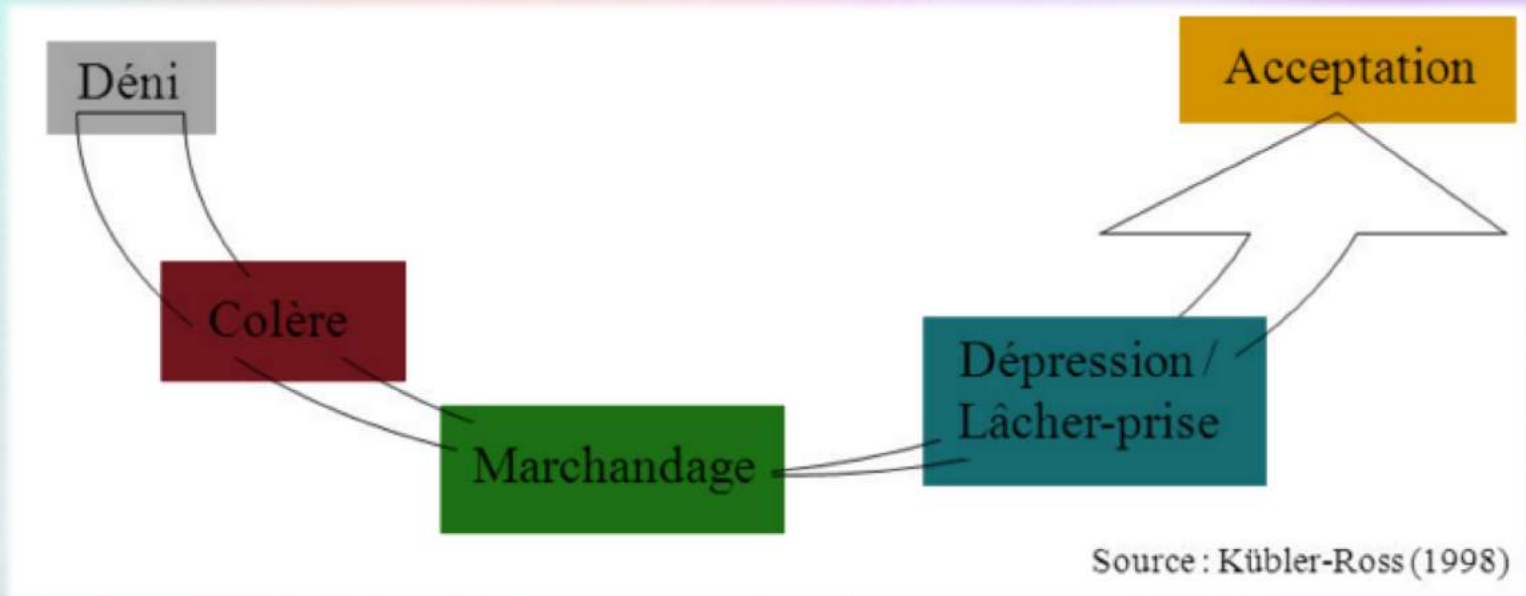 Déni
Acceptation
Colère
Dépression /
Lâcher-prise
Marchandage
Source : Kübler-Ross (1998)